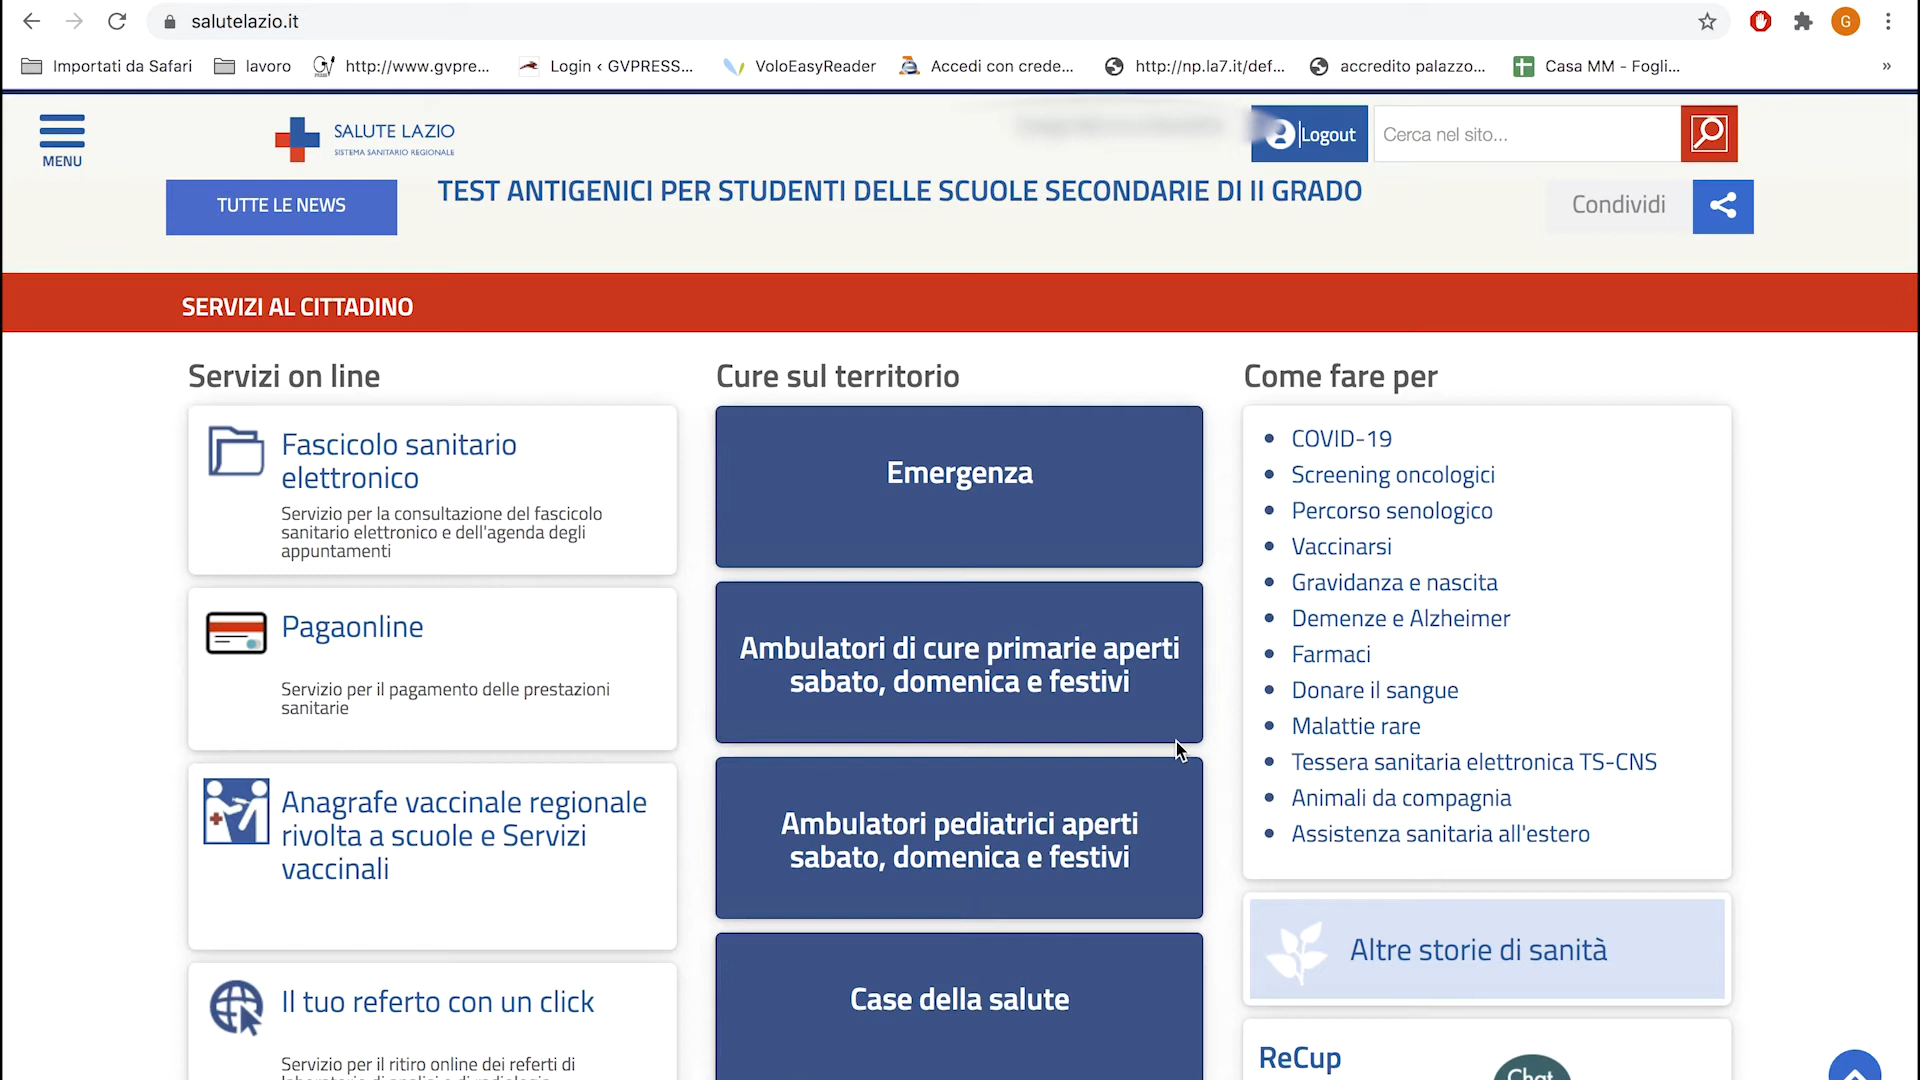 salutelazio.it
G
Importati da Safari
lavoro
http://www.gvpre...
Login ‹ GVPRESS...
VoloEasyReader
Accedi con crede...
http://np.la7.it/def...
accredito palazzo...
Casa MM - Fogli...
»
MENU
SALUTE LAZIO
SISTEMA SANITARIO REGIONALE
Logout
Cerca nel sito...
TUTTE LE NEWS
TEST ANTIGENICI PER STUDENTI DELLE SCUOLE SECONDARIE DI II GRADO
Condividi
SERVIZI AL CITTADINO
Servizi on line
Fascicolo sanitario
elettronico
Servizio per la consultazione del fascicolo
sanitario elettronico e dell'agenda degli
appuntamenti
Pagaonline
Servizio per il pagamento delle prestazioni
sanitarie
Anagrafe vaccinale regionale
rivolta a scuole e Servizi
vaccinali
Il tuo referto con un click
Servizio per il ritiro online dei referti di
Cure sul territorio
Emergenza
Ambulatori di cure primarie aperti
sabato, domenica e festivi
Ambulatori pediatrici aperti
sabato, domenica e festivi
Case della salute
Come fare per
COVID-19
Screening oncologici
Percorso senologico
Vaccinarsi
Gravidanza e nascita
Demenze e Alzheimer
Farmaci
Donare il sangue
Malattie rare
Tessera sanitaria elettronica TS-CNS
Animali da compagnia
Assistenza sanitaria all'estero
Altre storie di sanità
ReCup
Chat